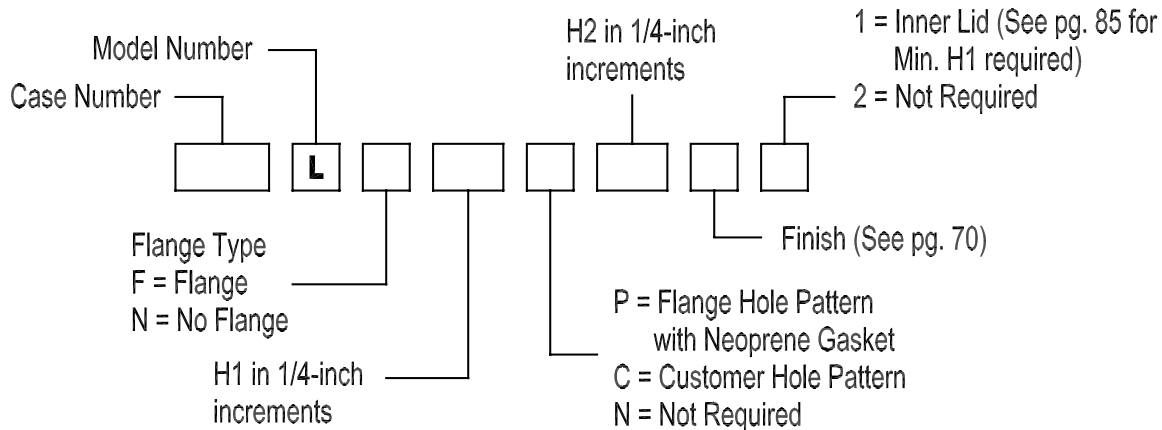 Model Number
Case Number
H2 in 1/4-inch
increments
1 = Inner Lid (See pg. 85 for
Min. H1 required)
2 = Not Required
L
Flange Type
F = Flange
N = No Flange
H1 in 1/4-inch
increments
Finish (See pg. 70)
P = Flange Hole Pattern
with Neoprene Gasket
C = Customer Hole Pattern
N = Not Required